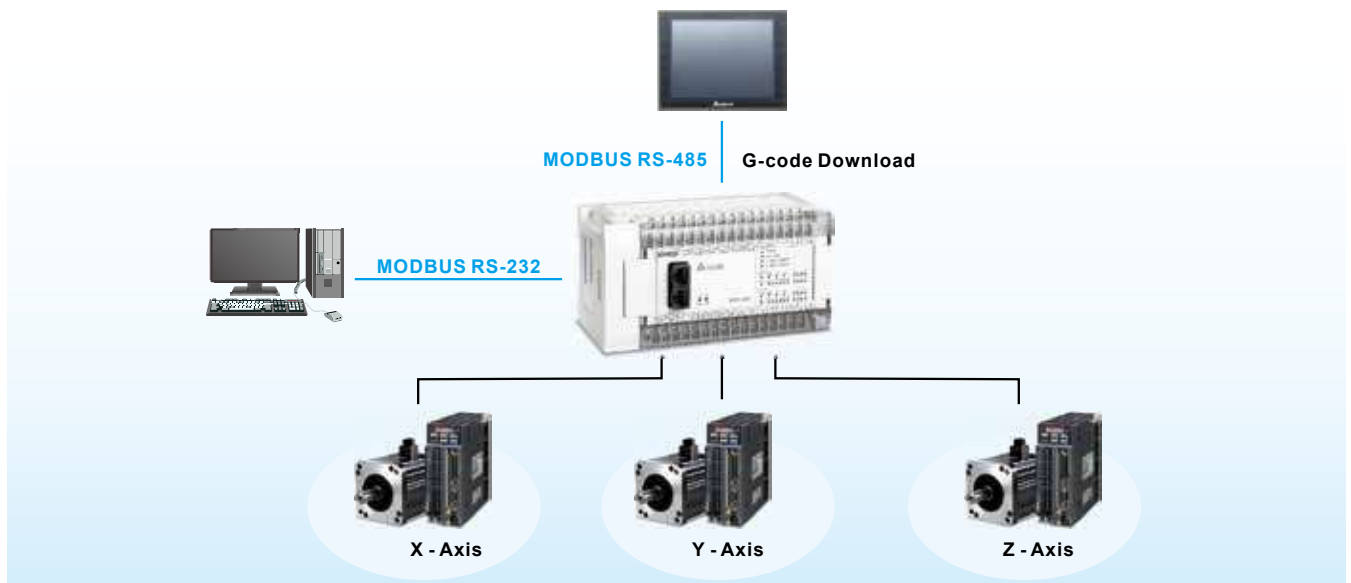 MODBUS RS-485
G-code Download
MODBUS RS-232
X - Axis
Y - Axis
Z - Axis